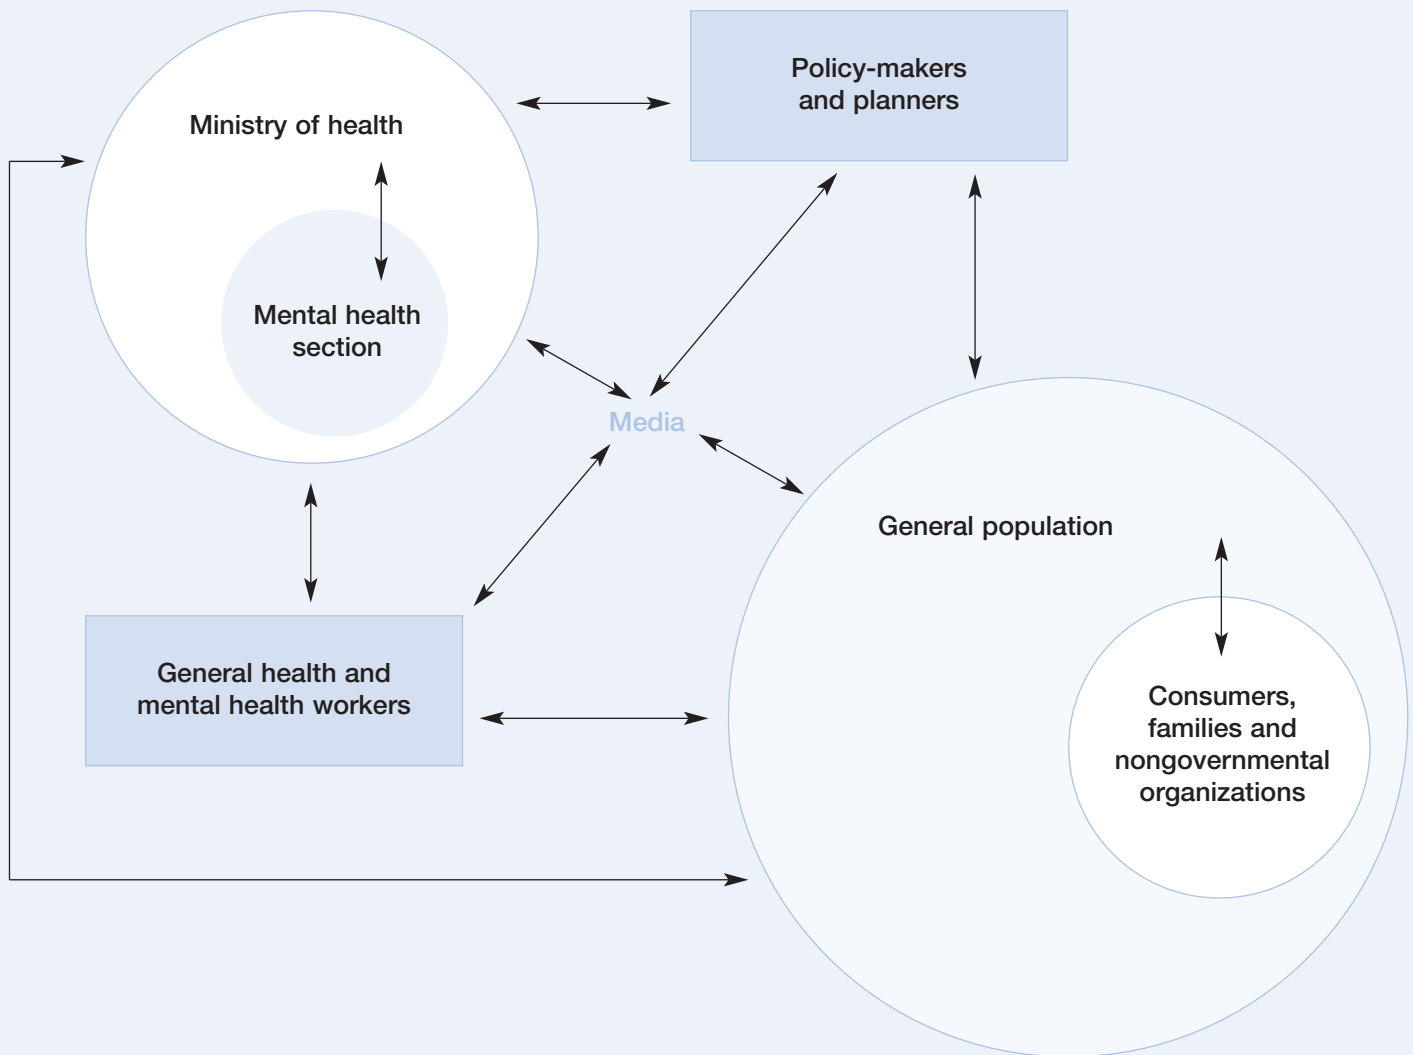 Policy-makers
and planners
Ministry of health
Mental health
section
Media
General population
General health and
mental health workers
Consumers,
families and
nongovernmental
organizations